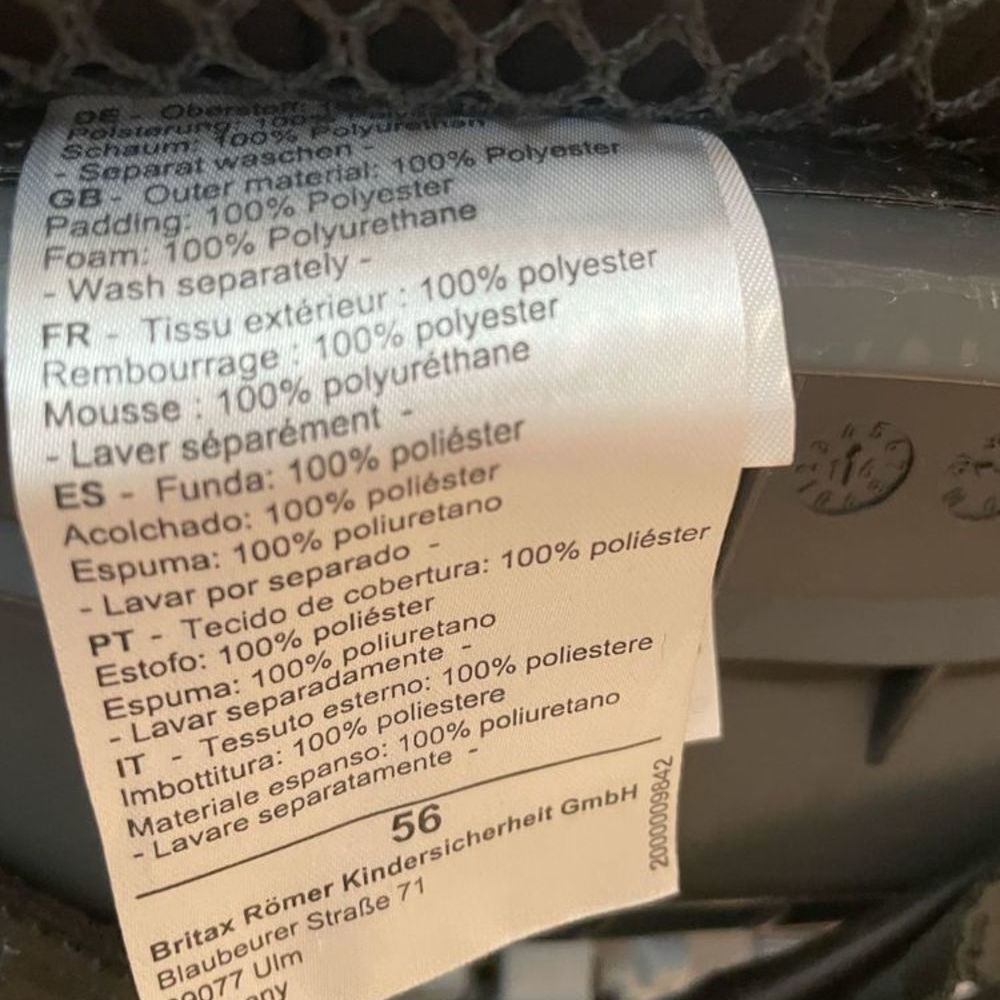 DE - Oberstoff:
Polsterung: 100%
Schaum: 100% Polyurethan
- Separat waschen -
GB - Outer material: 100% Polyester
Padding: 100% Polyester
Foam: 100% Polyurethane
- Wash separately -
FR - Tissu extérieur : 100% polyester
Rembourrage : 100% polyester
Mousse : 100% polyuréthane
- Laver séparément -
ES - Funda: 100% poliéster
Acolchado: 100% poliéster
Espuma: 100% poliuretano
- Lavar por separado -
PT - Tecido de cobertura: 100% poliéster
Estofo: 100% poliéster
Espuma: 100% poliuretano
- Lavar separadamente -
IT - Tessuto esterno: 100% poliestere
Imbottitura: 100% poliestere
Materiale espanso: 100% poliuretano
- Lavare separatamente -
56
Britax Römer Kindersicherheit GmbH
Blaubeurer Straße 71
Ulm
2000009842